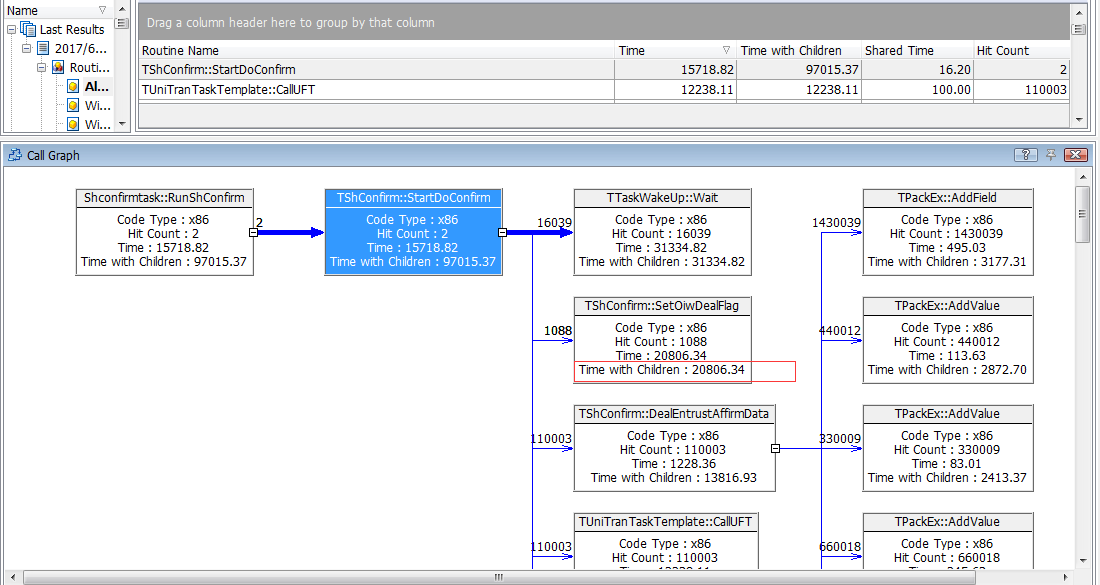 Name
Last Results
2017/6...
Routi...
Al...
Wi...
Wi...
Drag a column header here to group by that column
Routine Name Time Time with Children Shared Time Hit Count
TShConfirm::StartDoConfirm 15718.82 97015.37 16.20 2
TUniTranTaskTemplate::CallUFT 12238.11 12238.11 100.00 110003
Call Graph
Shconfirmtask::RunShConfirm
Code Type : x86
Hit Count : 2
Time : 15718.82
Time with Children : 97015.37
2
TShConfirm::StartDoConfirm
Code Type : x86
Hit Count : 2
Time : 15718.82
Time with Children : 97015.37
16039
TTaskWakeUp::Wait
Code Type : x86
Hit Count : 16039
Time : 31334.82
Time with Children : 31334.82
1088
TShConfirm::SetOiwDealFlag
Code Type : x86
Hit Count : 1088
Time : 20806.34
Time with Children : 20806.34
110003
TShConfirm::DealEntrustAffirmData
Code Type : x86
Hit Count : 110003
Time : 1228.36
Time with Children : 13816.93
110003
TUniTranTaskTemplate::CallUFT
Code Type : x86
Hit Count : 110003
1430039
TPackEx::AddField
Code Type : x86
Hit Count : 1430039
Time : 495.03
Time with Children : 3177.31
440012
TPackEx::AddValue
Code Type : x86
Hit Count : 440012
Time : 113.63
Time with Children : 2872.70
330009
TPackEx::AddValue
Code Type : x86
Hit Count : 330009
Time : 83.01
Time with Children : 2413.37
660018
TPackEx::AddValue
Code Type : x86
Hit Count : 660018